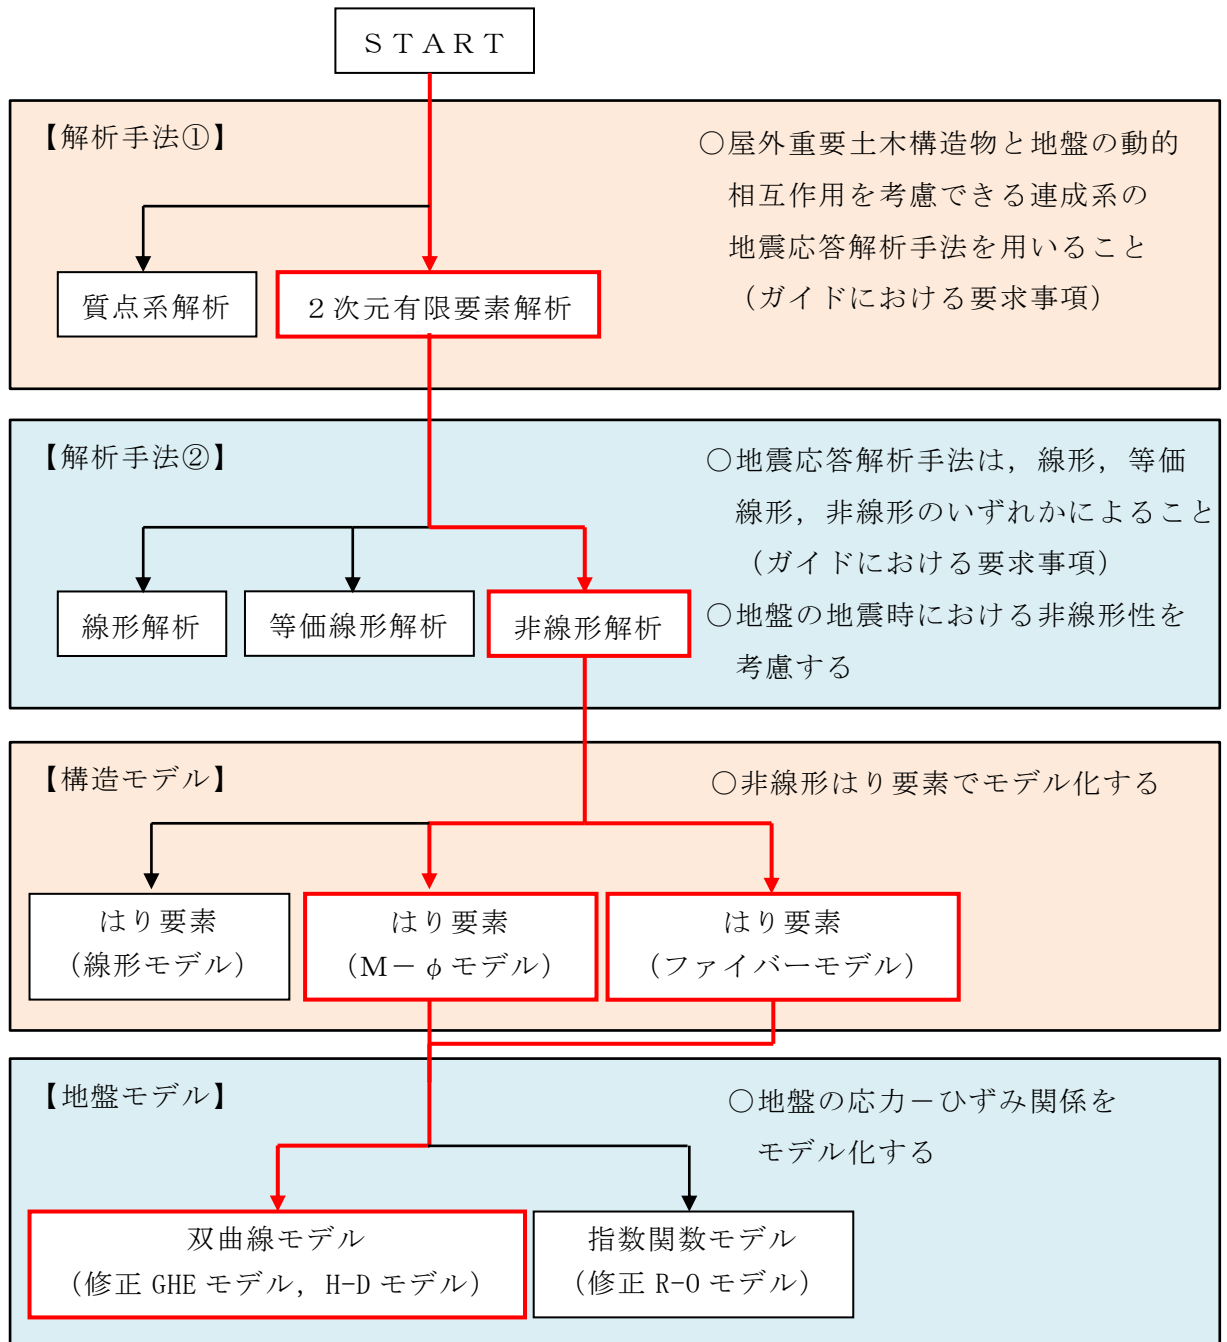 ＳＴＡＲＴ
【解析手法①】
○屋外重要土木構造物と地盤の動的
相互作用を考慮できる連成系の
地震応答解析手法を用いること
（ガイドにおける要求事項）
質点系解析
２次元有限要素解析
【解析手法②】
○地震応答解析手法は，線形，等価
線形，非線形のいずれかによること
（ガイドにおける要求事項）
○地盤の地震時における非線形性を
考慮する
線形解析
等価線形解析
非線形解析
【構造モデル】
○非線形はり要素でモデル化する
はり要素
（線形モデル）
はり要素
（Ｍ－φモデル）
はり要素
（ファイバーモデル）
【地盤モデル】
○地盤の応力－ひずみ関係を
モデル化する
双曲線モデル
（修正 GHE モデル，H-D モデル）
指数関数モデル
（修正 R-O モデル）